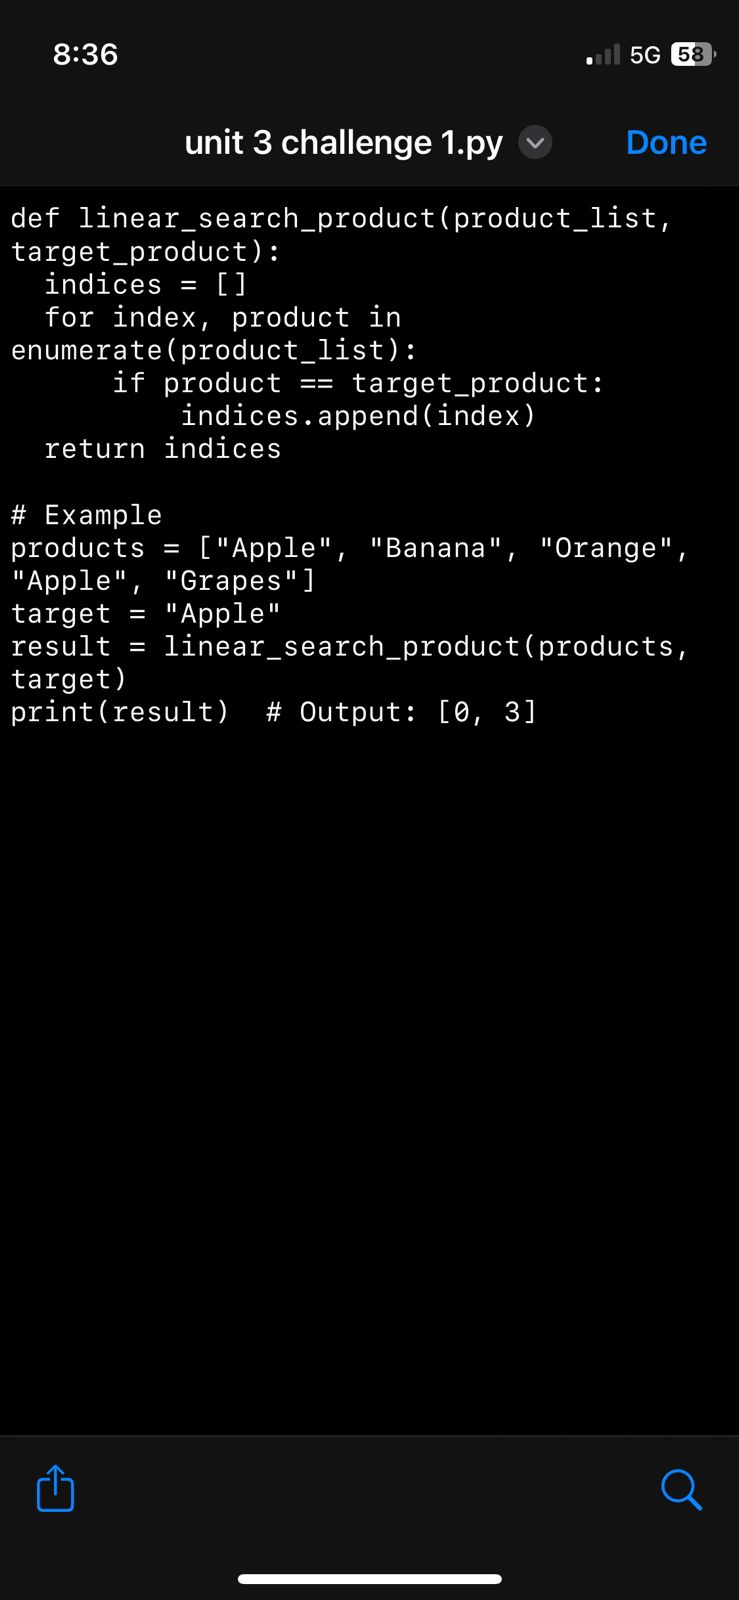 8:36
5G 58
unit 3 challenge 1.py
Done
def linear_search_product(product_list,
target_product):
  indices = []
  for index, product in
enumerate(product_list):
      if product == target_product:
          indices.append(index)
  return indices

# Example
products = ["Apple", "Banana", "Orange",
"Apple", "Grapes"]
target = "Apple"
result = linear_search_product(products,
target)
print(result)  # Output: [0, 3]